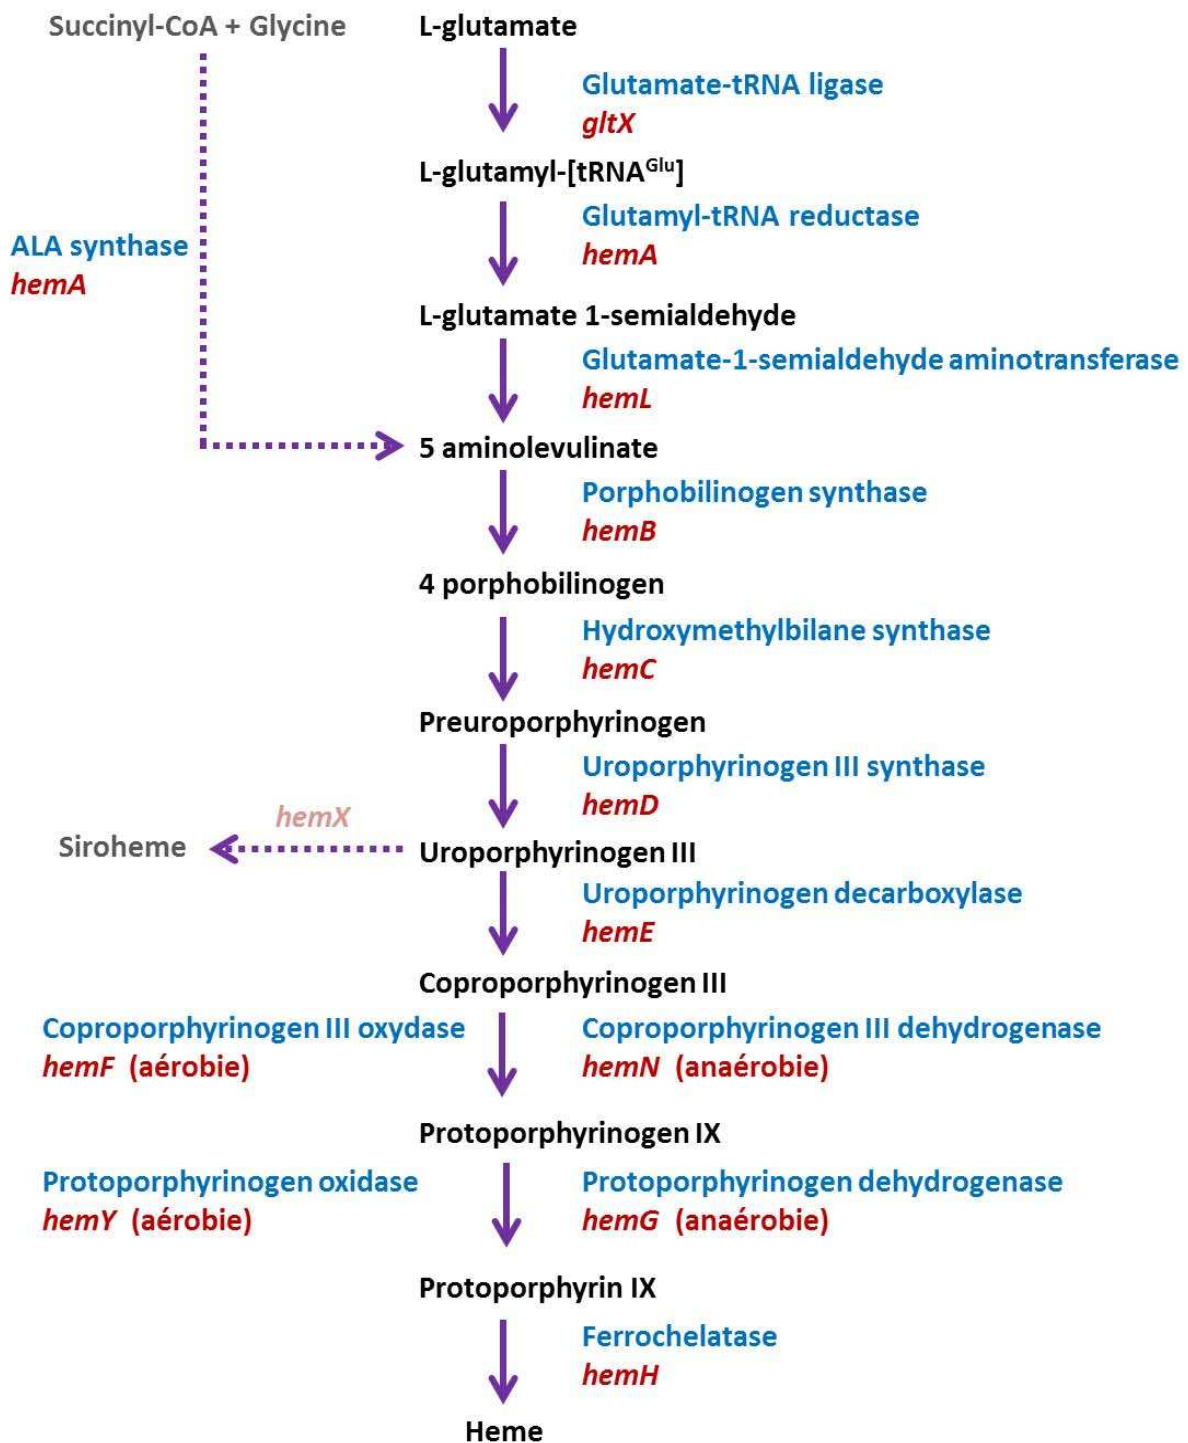 Succinyl-CoA + Glycine
L-glutamate
Glutamate-tRNA ligase
gltX
L-glutamyl-[tRNAGlu]
Glutamyl-tRNA reductase
hemA
ALA synthase
hemA
L-glutamate 1-semialdehyde
Glutamate-1-semialdehyde aminotransferase
hemL
5 aminolevulinate
Porphobilinogen synthase
hemB
4 porphobilinogen
Hydroxymethylbilane synthase
hemC
Preuroporphyrinogen
Uroporphyrinogen III synthase
hemD
hemX
Siroheme
Uroporphyrinogen III
Uroporphyrinogen decarboxylase
hemE
Coproporphyrinogen III
Coproporphyrinogen III oxydase
hemF (aérobie)
Coproporphyrinogen III dehydrogenase
hemN (anaérobie)
Protoporphyrinogen IX
Protoporphyrinogen oxidase
hemY (aérobie)
Protoporphyrinogen dehydrogenase
hemG (anaérobie)
Protoporphyrin IX
Ferrochelatase
hemH
Heme